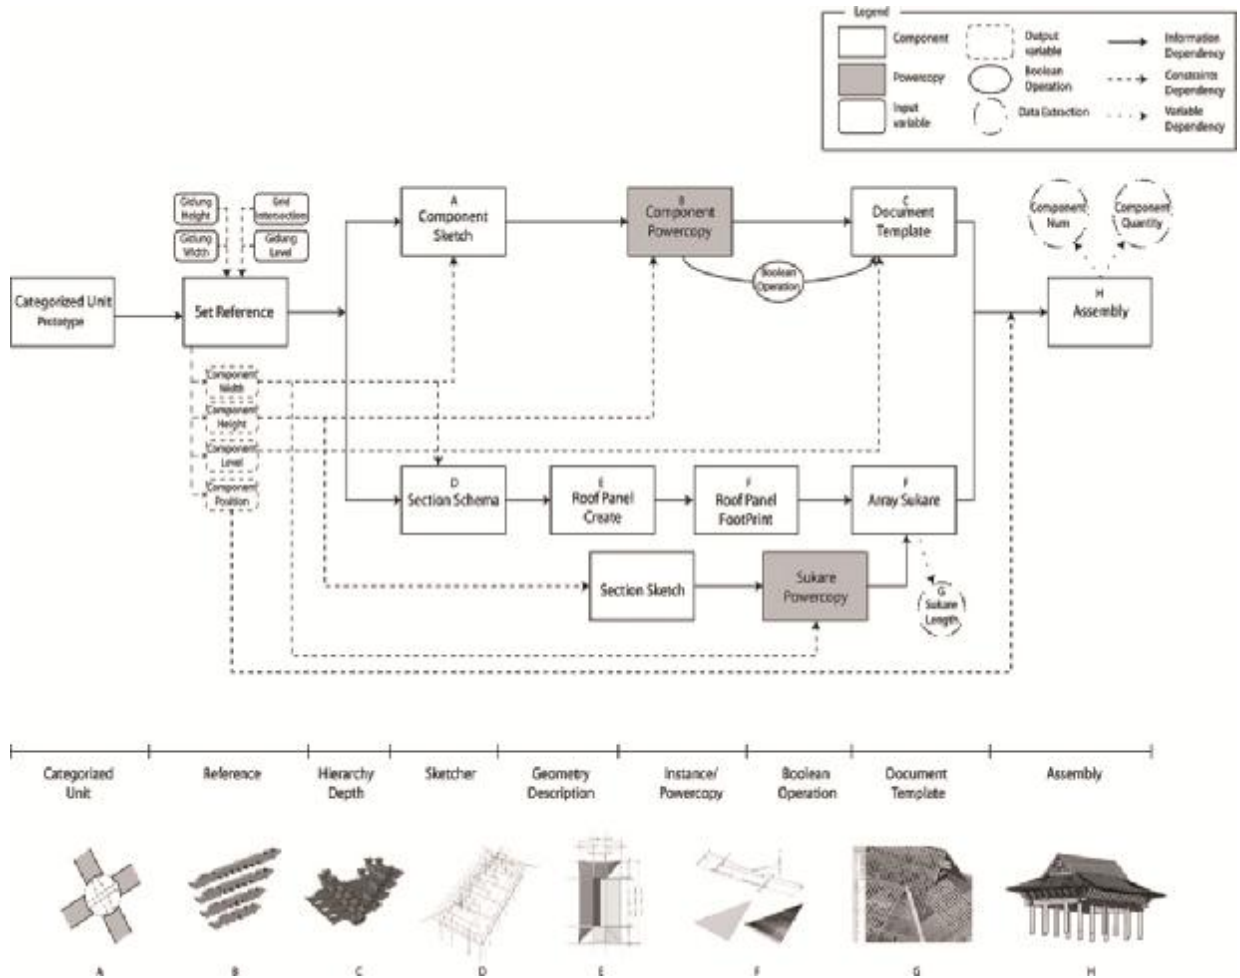 Legend
Component
Powercopy
Input
variable
Output
variable
Boolean
Operation
Data Extraction
Information
Dependency
Constraints
Dependency
Variable
Dependency
Gidung
Height
Grid
Intersection
Gidung
Width
Gidung
Level
A
Component
Sketch
B
Component
Powercopy
C
Document
Template
Component
Num
Component
Quantity
Boolean
Operation
Categorized Unit
Prototype
Set Reference
H
Assembly
Component
Width
Component
Height
Component
Level
Component
Position
D
Section Schema
E
Roof Panel
Create
F
Roof Panel
FootPrint
F
Array Sukare
Section Sketch
Sukare
Powercopy
G
Sukare
Length
Categorized
Unit
Reference
Hierarchy
Depth
Sketcher
Geometry
Description
Instance/
Powercopy
Boolean
Operation
Document
Template
Assembly
A
B
C
D
E
F
G
H